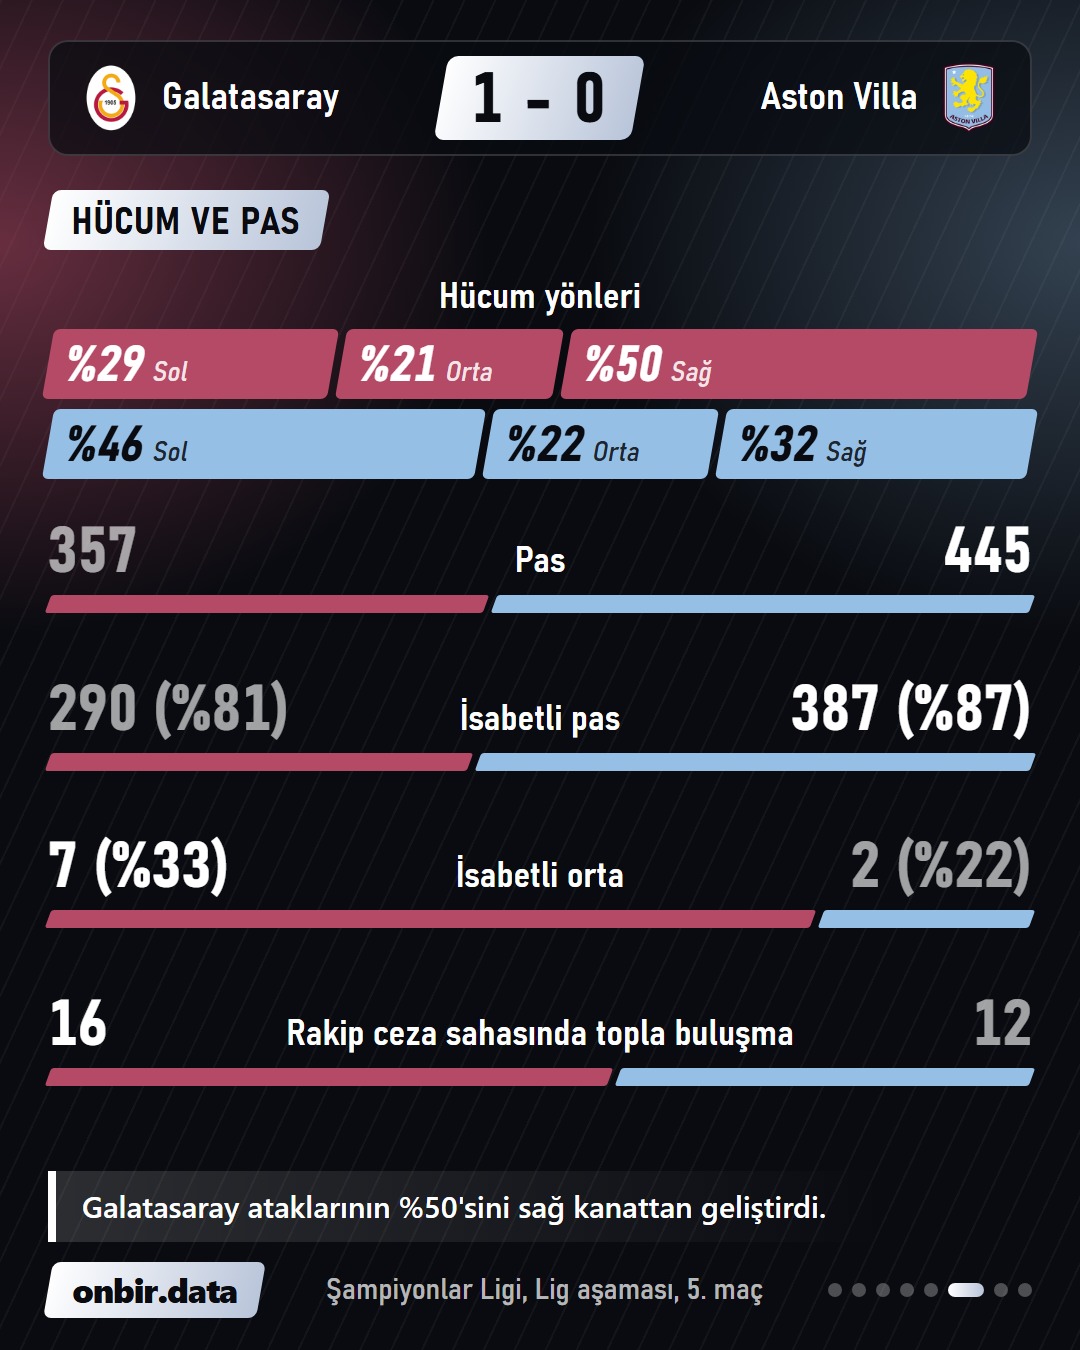 Galatasaray
1 - 0
Aston Villa
1905
ASTON VILLA
HÜCUM VE PAS
Hücum yönleri
%29 Sol
%21 Orta
%50 Sağ
%46 Sol
%22 Orta
%32 Sağ
357
Pas
445
290 (%81)
İsabetli pas
387 (%87)
7 (%33)
İsabetli orta
2 (%22)
16
Rakip ceza sahasında topla buluşma
12
Galatasaray ataklarının %50'sini sağ kanattan geliştirdi.
onbir.data
Şampiyonlar Ligi, Lig aşaması, 5. maç